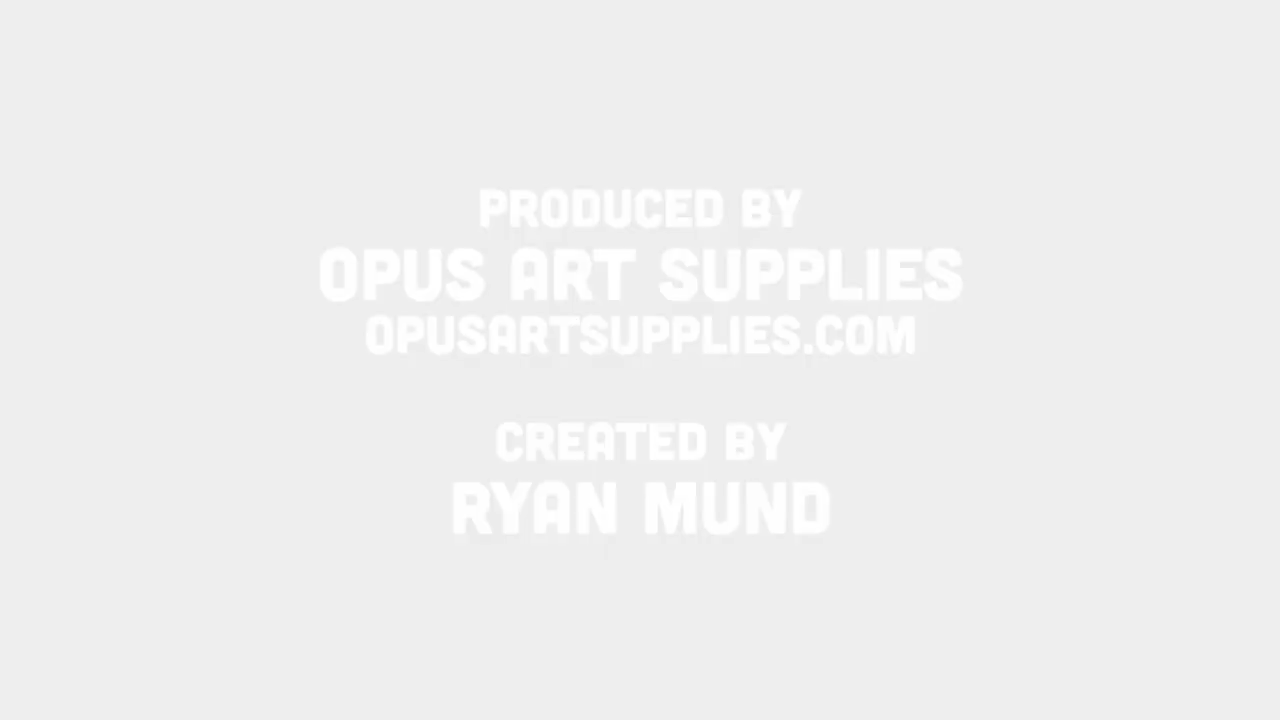 PRODUCED BY
OPUS ART SUPPLIES
OPUSARTSUPPLIES.COM
CREATED BY
RYAN MUND